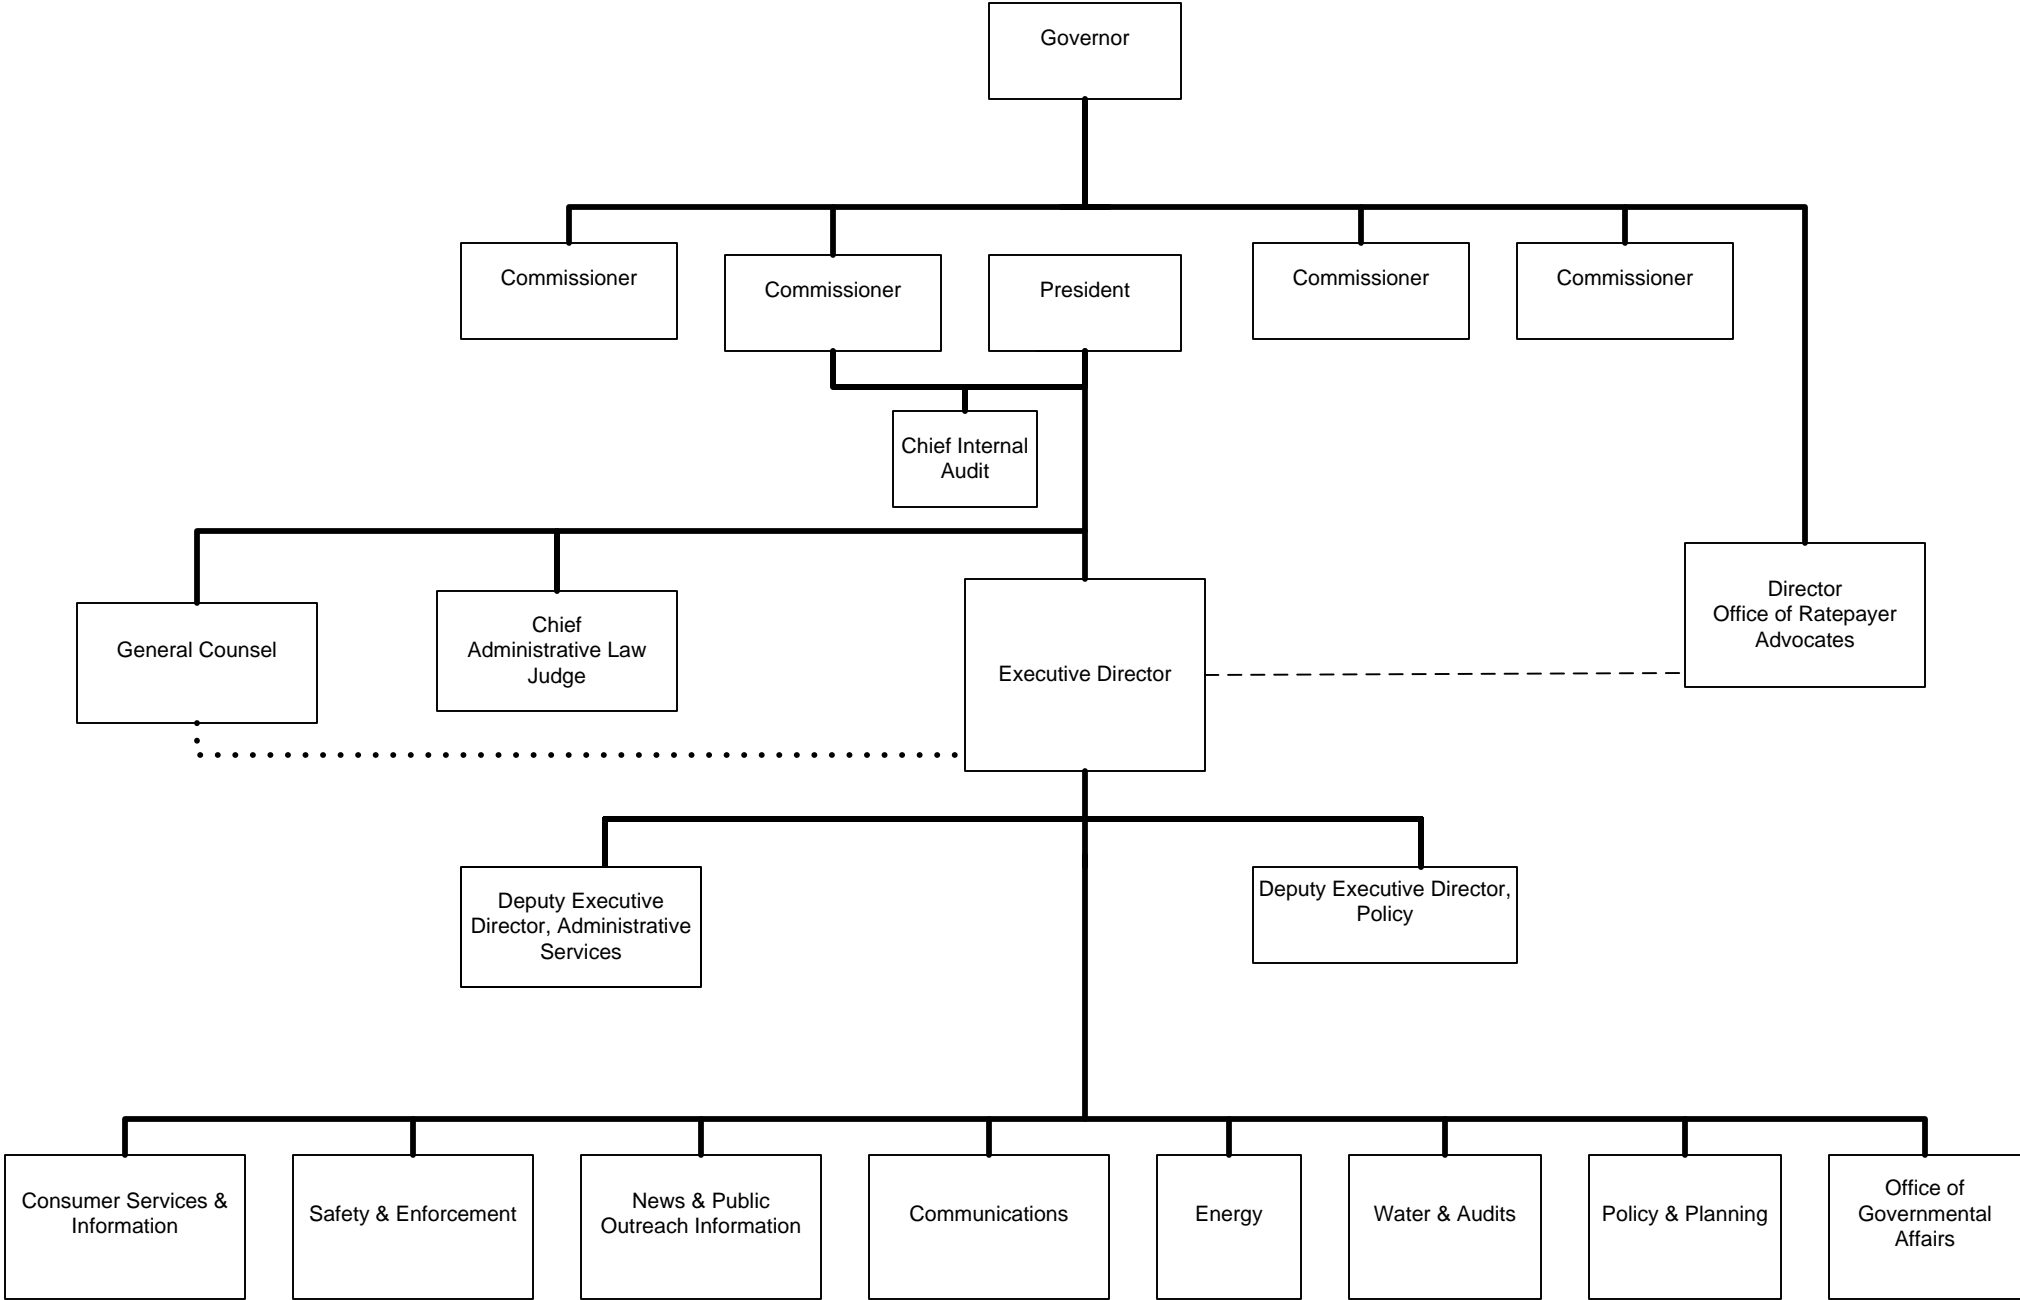 Governor
Commissioner
Commissioner
President
Commissioner
Commissioner
Chief Internal
Audit
General Counsel
Chief
Administrative Law
Judge
Executive Director
Director
Office of Ratepayer
Advocates
Deputy Executive
Director, Administrative
Services
Deputy Executive Director,
Policy
Consumer Services &
Information
Safety & Enforcement
News & Public
Outreach Information
Communications
Energy
Water & Audits
Policy & Planning
Office of
Governmental
Affairs